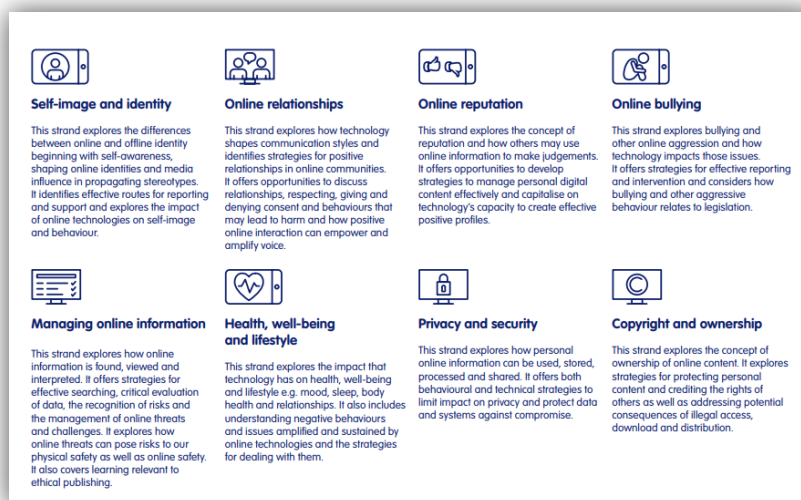 Self-image and identity
This strand explores the differences
between online and offline identity
beginning with self-awareness,
shaping online identities and media
influence in propagating stereotypes.
It identifies effective routes for reporting
and support and explores the impact
of online technologies on self-image
and behaviour.
Online relationships
This strand explores how technology
shapes communication styles and
identifies strategies for positive
relationships in online communities.
It offers opportunities to discuss
relationships, respecting, giving and
denying consent and behaviours that
may lead to harm and how positive
online interaction can empower and
amplify voice.
Online reputation
This strand explores the concept of
reputation and how others may use
online information to make judgements.
It offers opportunities to develop
strategies to manage personal digital
content effectively and capitalise on
technology's capacity to create effective
positive profiles.
Online bullying
This strand explores bullying and
other online aggression and how
technology impacts those issues.
It offers strategies for effective reporting
and intervention and considers how
bullying and other aggressive
behaviour relates to legislation.
Managing online information
This strand explores how online
information is found, viewed and
interpreted. It offers strategies for
effective searching, critical evaluation
of data, the recognition of risks and
the management of online threats
and challenges. It explores how
online threats can pose risks to our
physical safety as well as online safety.
It also covers learning relevant to
ethical publishing.
Health, well-being
and lifestyle
This strand explores the impact that
technology has on health, well-being
and lifestyle e.g. mood, sleep, body
health and relationships. It also includes
understanding negative behaviours
and issues amplified and sustained by
online technologies and the strategies
for dealing with them.
Privacy and security
This strand explores how personal
online information can be used, stored,
processed and shared. It offers both
behavioural and technical strategies to
limit impact on privacy and protect data
and systems against compromise.
Copyright and ownership
This strand explores the concept of
ownership of online content. It explores
strategies for protecting personal
content and crediting the rights of
others as well as addressing potential
consequences of illegal access,
download and distribution.